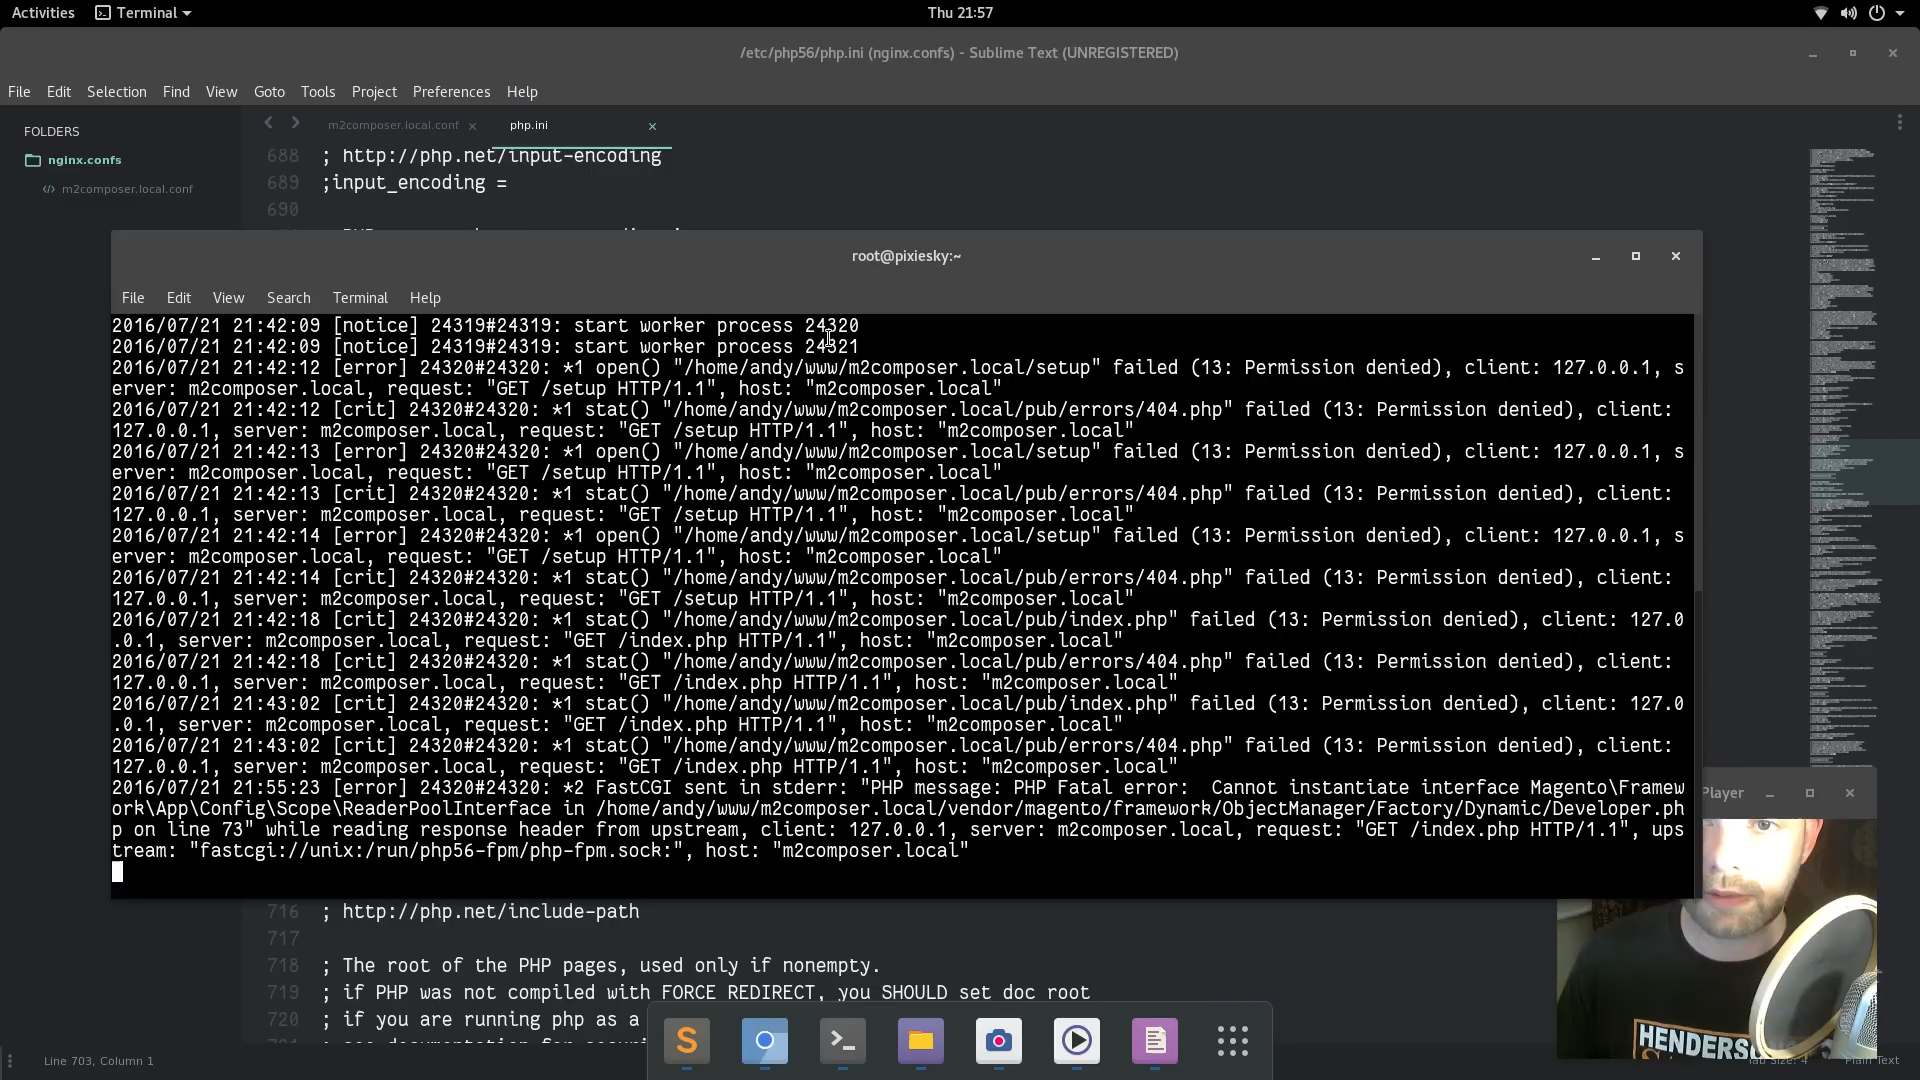 Activities Terminal Thu 21:57
/etc/php56/php.ini (nginx.confs) - Sublime Text (UNREGISTERED)
File Edit Selection Find View Goto Tools Project Preferences Help
FOLDERS
nginx.confs
m2composer.local.conf
m2composer.local.conf × php.ini ×
688 ; http://php.net/input-encoding
689 ;input_encoding =
690
root@pixiesky:~
File Edit View Search Terminal Help
2016/07/21 21:42:09 [notice] 24319#24319: start worker process 24320
2016/07/21 21:42:09 [notice] 24319#24319: start worker process 24321
2016/07/21 21:42:12 [error] 24320#24320: *1 open() "/home/andy/www/m2composer.local/setup" failed (13: Permission denied), client: 127.0.0.1, s
erver: m2composer.local, request: "GET /setup HTTP/1.1", host: "m2composer.local"
2016/07/21 21:42:12 [crit] 24320#24320: *1 stat() "/home/andy/www/m2composer.local/pub/errors/404.php" failed (13: Permission denied), client:
127.0.0.1, server: m2composer.local, request: "GET /setup HTTP/1.1", host: "m2composer.local"
2016/07/21 21:42:13 [error] 24320#24320: *1 open() "/home/andy/www/m2composer.local/setup" failed (13: Permission denied), client: 127.0.0.1, s
erver: m2composer.local, request: "GET /setup HTTP/1.1", host: "m2composer.local"
2016/07/21 21:42:13 [crit] 24320#24320: *1 stat() "/home/andy/www/m2composer.local/pub/errors/404.php" failed (13: Permission denied), client:
127.0.0.1, server: m2composer.local, request: "GET /setup HTTP/1.1", host: "m2composer.local"
2016/07/21 21:42:14 [error] 24320#24320: *1 open() "/home/andy/www/m2composer.local/setup" failed (13: Permission denied), client: 127.0.0.1, s
erver: m2composer.local, request: "GET /setup HTTP/1.1", host: "m2composer.local"
2016/07/21 21:42:14 [crit] 24320#24320: *1 stat() "/home/andy/www/m2composer.local/pub/errors/404.php" failed (13: Permission denied), client:
127.0.0.1, server: m2composer.local, request: "GET /setup HTTP/1.1", host: "m2composer.local"
2016/07/21 21:42:18 [crit] 24320#24320: *1 stat() "/home/andy/www/m2composer.local/pub/index.php" failed (13: Permission denied), client: 127.0
.0.1, server: m2composer.local, request: "GET /index.php HTTP/1.1", host: "m2composer.local"
2016/07/21 21:42:18 [crit] 24320#24320: *1 stat() "/home/andy/www/m2composer.local/pub/errors/404.php" failed (13: Permission denied), client:
127.0.0.1, server: m2composer.local, request: "GET /index.php HTTP/1.1", host: "m2composer.local"
2016/07/21 21:43:02 [crit] 24320#24320: *1 stat() "/home/andy/www/m2composer.local/pub/index.php" failed (13: Permission denied), client: 127.0
.0.1, server: m2composer.local, request: "GET /index.php HTTP/1.1", host: "m2composer.local"
2016/07/21 21:43:02 [crit] 24320#24320: *1 stat() "/home/andy/www/m2composer.local/pub/errors/404.php" failed (13: Permission denied), client:
127.0.0.1, server: m2composer.local, request: "GET /index.php HTTP/1.1", host: "m2composer.local"
2016/07/21 21:55:23 [error] 24320#24320: *2 FastCGI sent in stderr: "PHP message: PHP Fatal error:  Cannot instantiate interface Magento\Framew
ork\App\Config\Scope\ReaderPoolInterface in /home/andy/www/m2composer.local/vendor/magento/framework/ObjectManager/Factory/Dynamic/Developer.ph
p on line 73" while reading response header from upstream, client: 127.0.0.1, server: m2composer.local, request: "GET /index.php HTTP/1.1", ups
tream: "fastcgi://unix:/run/php56-fpm/php-fpm.sock:", host: "m2composer.local"
Player
716 ; http://php.net/include-path
717
718 ; The root of the PHP pages, used only if nonempty.
719 ; if PHP was not compiled with FORCE_REDIRECT, you SHOULD set doc_root
720 ; if you are running php as a
HENDERS
Line 703, Column 1
Tab Size: 4 Plain Text